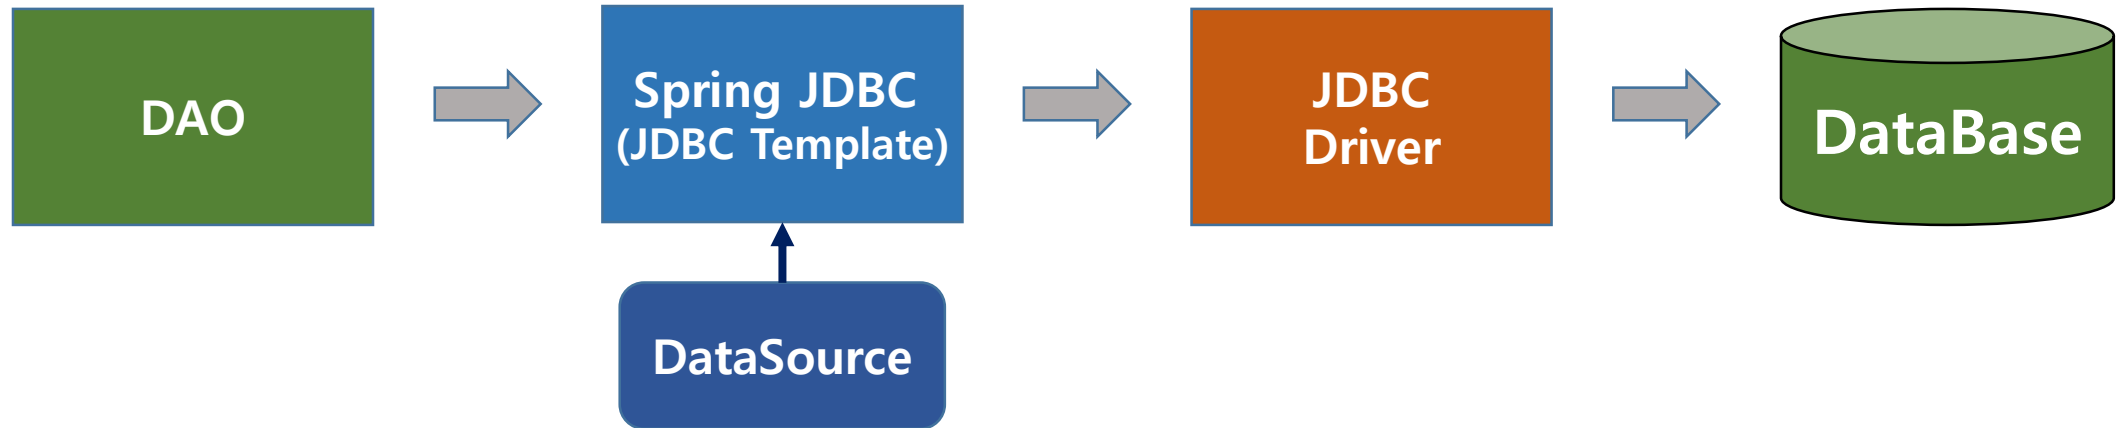 DAO
Spring JDBC
(JDBC Template)
JDBC
Driver
DataBase
DataSource